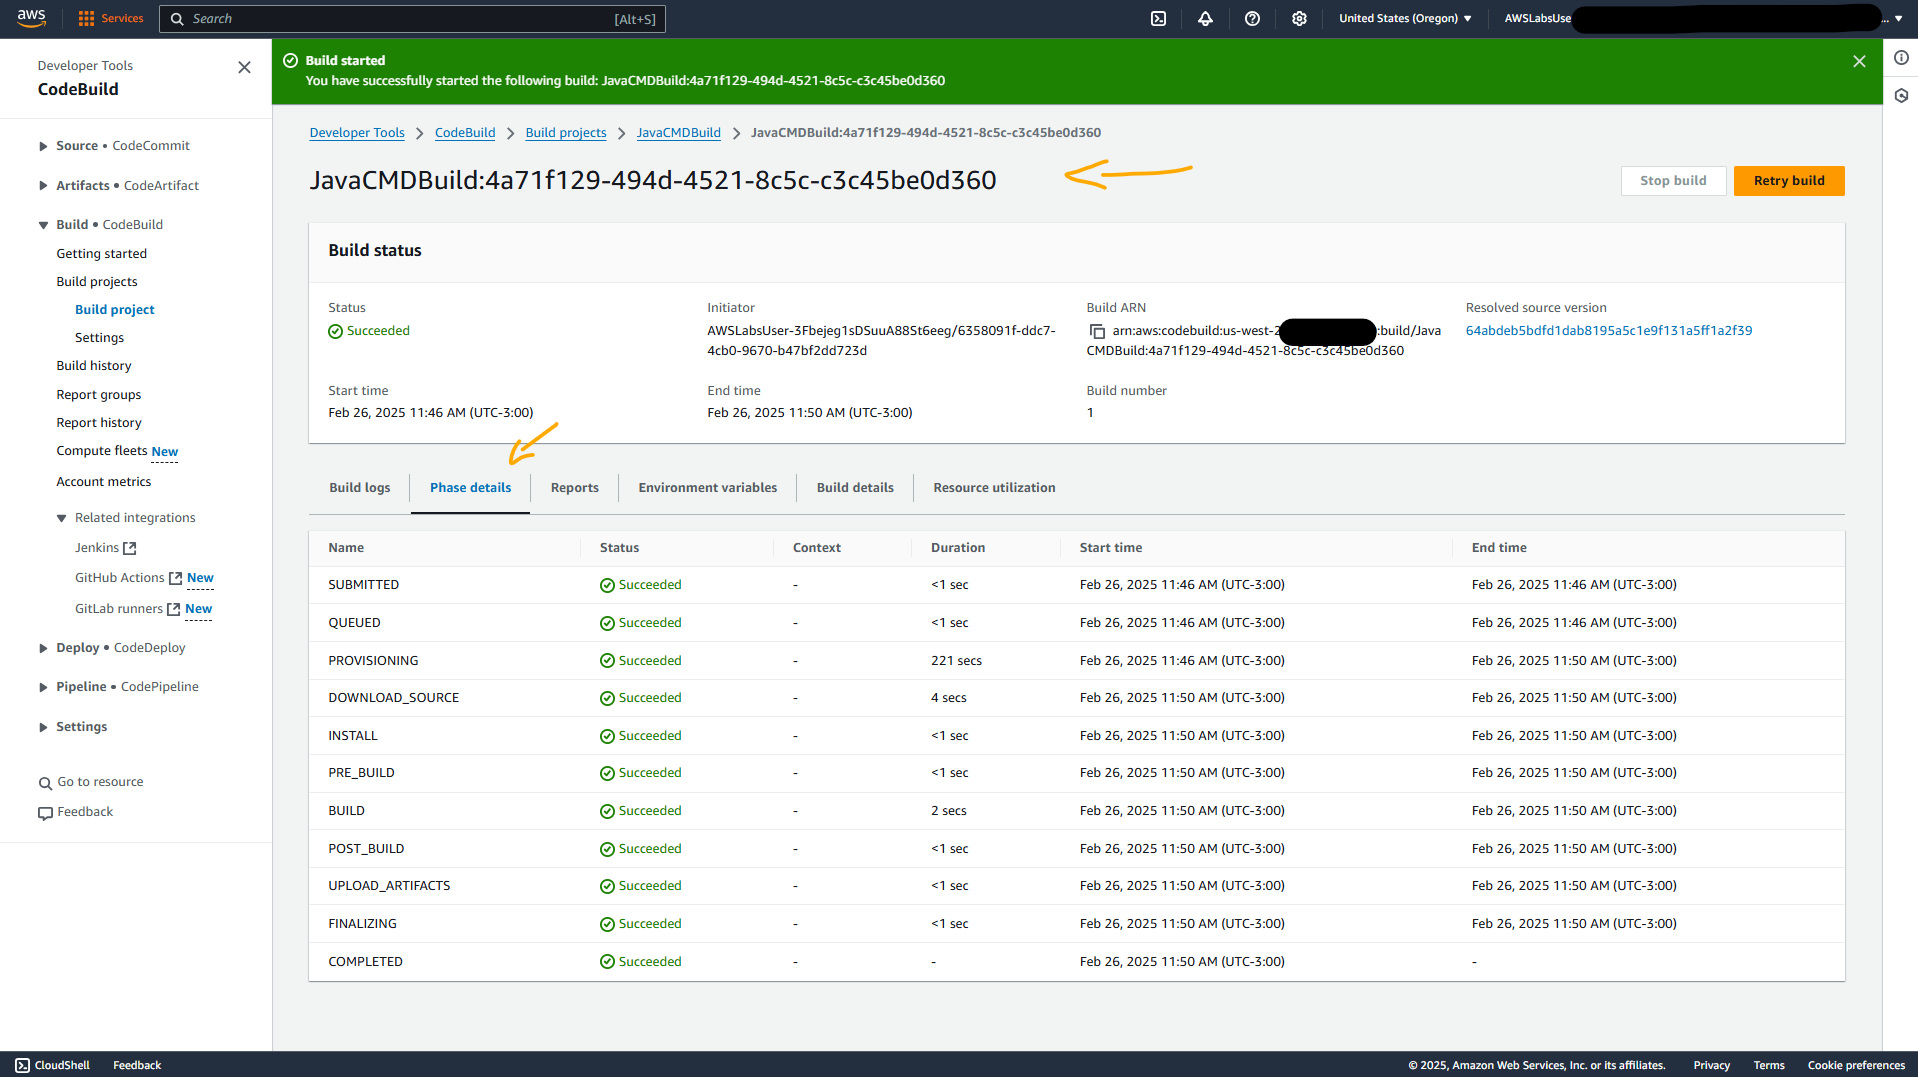 aws
Services
Search
[Alt+S]
United States (Oregon)
AWSLabsUse
...
Developer Tools
CodeBuild
Source • CodeCommit
Artifacts • CodeArtifact
Build • CodeBuild
Getting started
Build projects
Build project
Settings
Build history
Report groups
Report history
Compute fleets New
Account metrics
Related integrations
Jenkins
GitHub Actions New
GitLab runners New
Deploy • CodeDeploy
Pipeline • CodePipeline
Settings
Go to resource
Feedback
Build started
You have successfully started the following build: JavaCMDBuild:4a71f129-494d-4521-8c5c-c3c45be0d360
Developer Tools > CodeBuild > Build projects > JavaCMDBuild > JavaCMDBuild:4a71f129-494d-4521-8c5c-c3c45be0d360
JavaCMDBuild:4a71f129-494d-4521-8c5c-c3c45be0d360
Stop build
Retry build
Build status
Status
Succeeded
Initiator
AWSLabsUser-3Fbejeg1sDSuuA88St6eeg/6358091f-ddc7-
4cb0-9670-b47bf2dd723d
Build ARN
arn:aws:codebuild:us-west-2 :build/Java
CMDBuild:4a71f129-494d-4521-8c5c-c3c45be0d360
Resolved source version
64abdeb5bdfd1dab8195a5c1e9f131a5ff1a2f39
Start time
Feb 26, 2025 11:46 AM (UTC-3:00)
End time
Feb 26, 2025 11:50 AM (UTC-3:00)
Build number
1
Build logs
Phase details
Reports
Environment variables
Build details
Resource utilization
Name Status Context Duration Start time End time
SUBMITTED Succeeded - <1 sec Feb 26, 2025 11:46 AM (UTC-3:00) Feb 26, 2025 11:46 AM (UTC-3:00)
QUEUED Succeeded - <1 sec Feb 26, 2025 11:46 AM (UTC-3:00) Feb 26, 2025 11:46 AM (UTC-3:00)
PROVISIONING Succeeded - 221 secs Feb 26, 2025 11:46 AM (UTC-3:00) Feb 26, 2025 11:50 AM (UTC-3:00)
DOWNLOAD_SOURCE Succeeded - 4 secs Feb 26, 2025 11:50 AM (UTC-3:00) Feb 26, 2025 11:50 AM (UTC-3:00)
INSTALL Succeeded - <1 sec Feb 26, 2025 11:50 AM (UTC-3:00) Feb 26, 2025 11:50 AM (UTC-3:00)
PRE_BUILD Succeeded - <1 sec Feb 26, 2025 11:50 AM (UTC-3:00) Feb 26, 2025 11:50 AM (UTC-3:00)
BUILD Succeeded - 2 secs Feb 26, 2025 11:50 AM (UTC-3:00) Feb 26, 2025 11:50 AM (UTC-3:00)
POST_BUILD Succeeded - <1 sec Feb 26, 2025 11:50 AM (UTC-3:00) Feb 26, 2025 11:50 AM (UTC-3:00)
UPLOAD_ARTIFACTS Succeeded - <1 sec Feb 26, 2025 11:50 AM (UTC-3:00) Feb 26, 2025 11:50 AM (UTC-3:00)
FINALIZING Succeeded - <1 sec Feb 26, 2025 11:50 AM (UTC-3:00) Feb 26, 2025 11:50 AM (UTC-3:00)
COMPLETED Succeeded - - Feb 26, 2025 11:50 AM (UTC-3:00) -
CloudShell
Feedback
© 2025, Amazon Web Services, Inc. or its affiliates.
Privacy
Terms
Cookie preferences